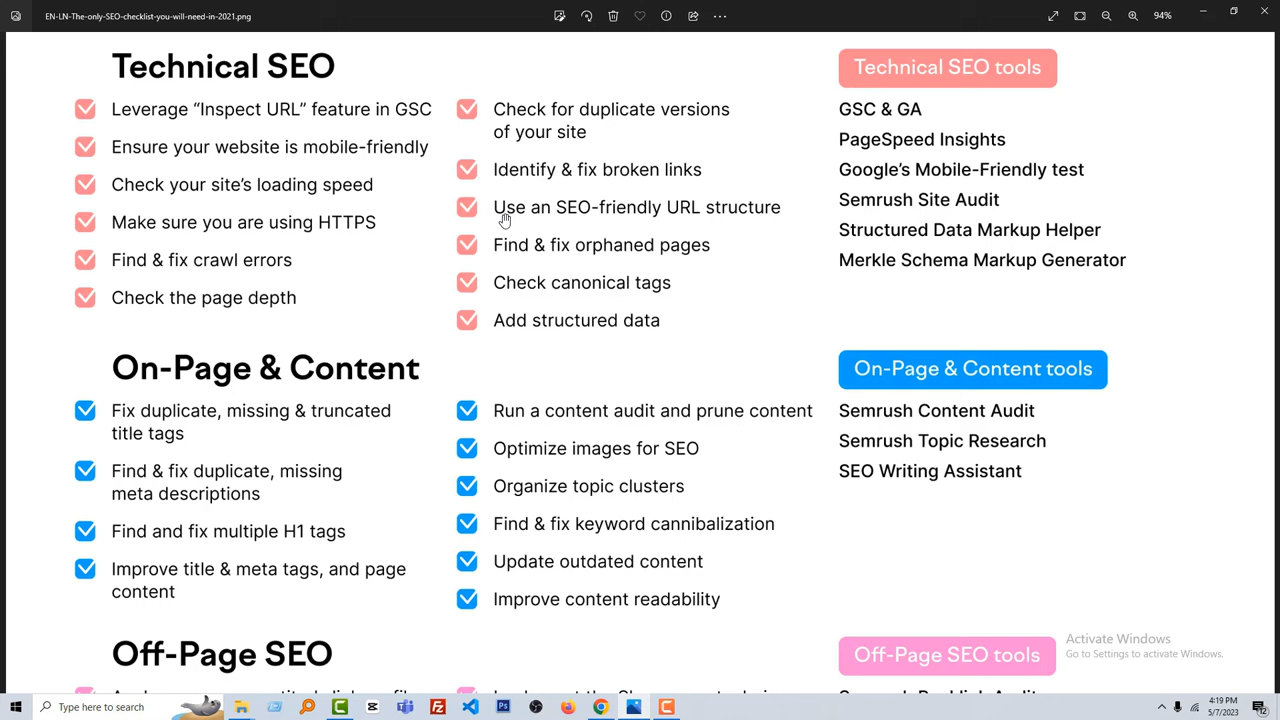 EN-LN-The-only-SEO-checklist-you-will-need-in-2021.png
94%
Technical SEO
Leverage “Inspect URL” feature in GSC
Ensure your website is mobile-friendly
Check your site’s loading speed
Make sure you are using HTTPS
Find & fix crawl errors
Check the page depth
Check for duplicate versions
of your site
Identify & fix broken links
Use an SEO-friendly URL structure
Find & fix orphaned pages
Check canonical tags
Add structured data
Technical SEO tools
GSC & GA
PageSpeed Insights
Google’s Mobile-Friendly test
Semrush Site Audit
Structured Data Markup Helper
Merkle Schema Markup Generator
On-Page & Content
Fix duplicate, missing & truncated
title tags
Find & fix duplicate, missing
meta descriptions
Find and fix multiple H1 tags
Improve title & meta tags, and page
content
Run a content audit and prune content
Optimize images for SEO
Organize topic clusters
Find & fix keyword cannibalization
Update outdated content
Improve content readability
On-Page & Content tools
Semrush Content Audit
Semrush Topic Research
SEO Writing Assistant
Off-Page SEO
Off-Page SEO tools
Activate Windows
Go to Settings to activate Windows.
Type here to search
4:19 PM
5/7/2023